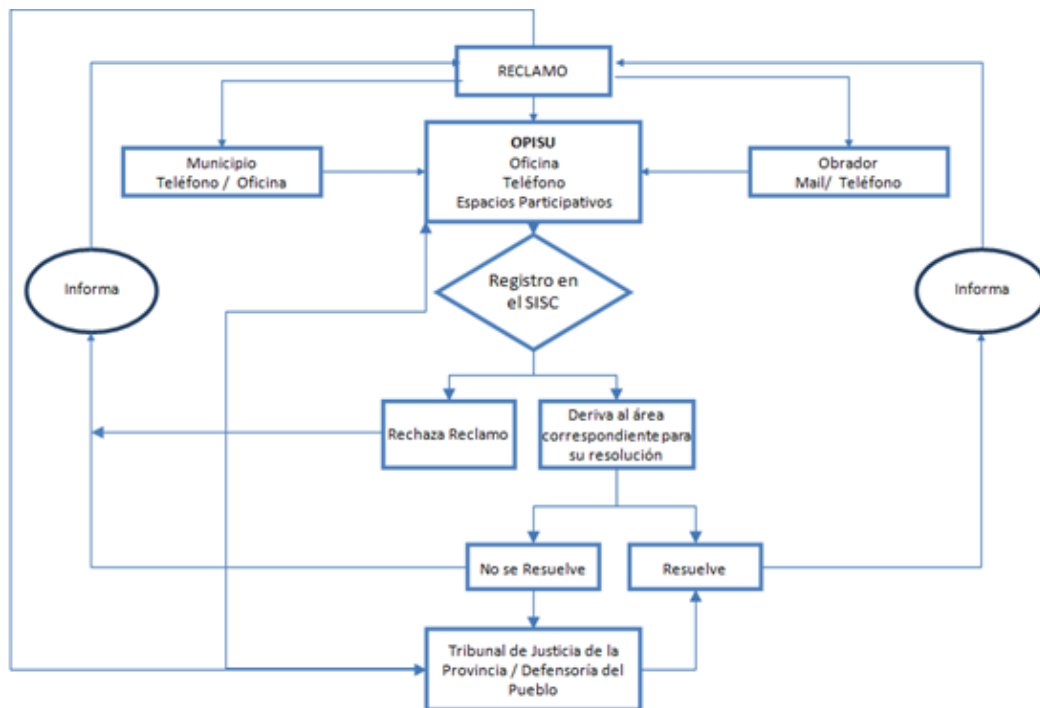 RECLAMO
OPISU
Oficina
Teléfono
Espacios Participativos
Municipio
Teléfono / Oficina
Obrador
Mail/ Teléfono
Informa
Registro en
el SISC
Informa
Rechaza Reclamo
Deriva al área
correspondiente para
su resolución
No se Resuelve
Resuelve
Tribunal de Justicia de la
Provincia / Defensoría del
Pueblo